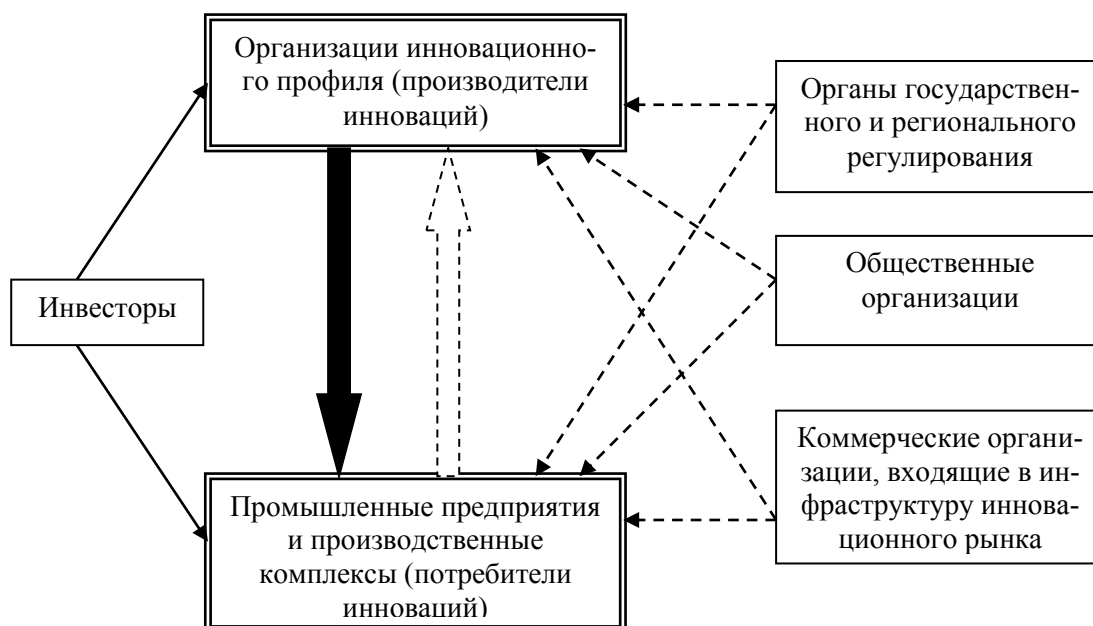 Организации инновационно-
го профиля (производители
инноваций)
Органы государствен-
ного и регионального
регулирования
Общественные
организации
Инвесторы
Коммерческие органи-
зации, входящие в ин-
фраструктуру иннова-
ционного рынка
Промышленные предприятия
и производственные
комплексы (потребители
инноваций)